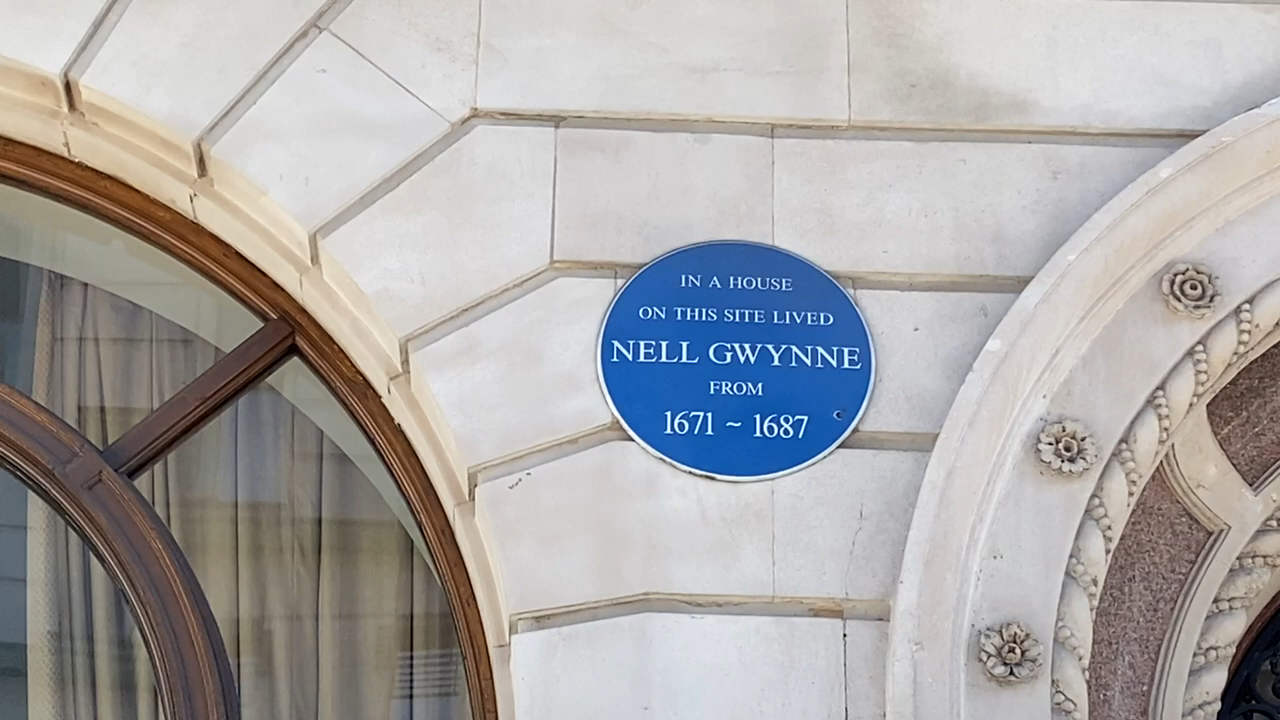 IN A HOUSE
ON THIS SITE LIVED
NELL GWYNNE
FROM
1671 ~ 1687